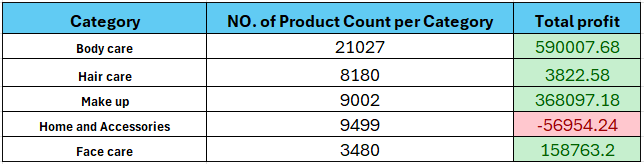 Category NO. of Product Count per Category Total profit
Body care 21027 590007.68
Hair care 8180 3822.58
Make up 9002 368097.18
Home and Accessories 9499 -56954.24
Face care 3480 158763.2